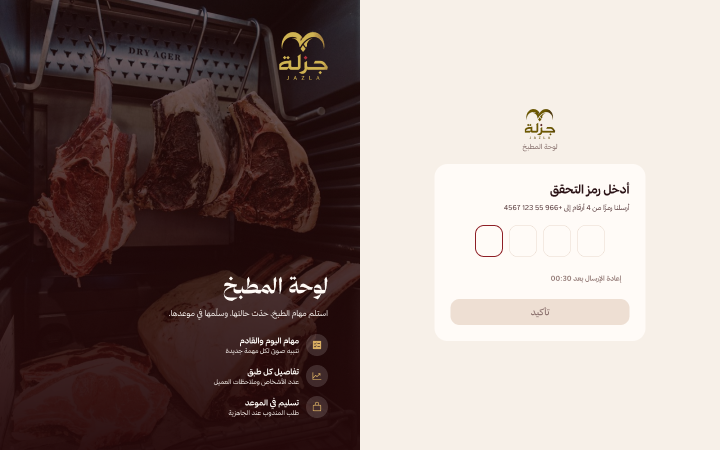 DRY AGER
جزلة
JAZLA
لوحة المطبخ
استلم مهام الطبخ، حدّث حالتها، وسلّمها في موعدها.
مهام اليوم والقادم
تنبيه صوتي لكل مهمة جديدة
تفاصيل كل طبق
عدد الأشخاص وملاحظات العميل
تسليم في الموعد
طلب المندوب عند الجاهزية
جزلة
JAZLA
لوحة المطبخ
أدخل رمز التحقق
أرسلنا رمزًا من 4 أرقام إلى +966 55 123 4567
إعادة الإرسال بعد 00:30
تأكيد